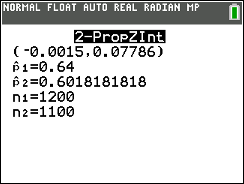 NORMAL FLOAT AUTO REAL RADIAN MP
2-PropZInt
(-0.0015,0.07786)
p̂1=0.64
p̂2=0.6018181818
n1=1200
n2=1100